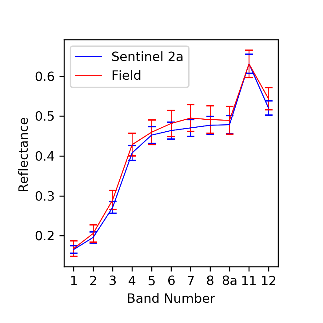 Sentinel 2a
Field
0.6
0.5
0.4
0.3
0.2
Reflectance
1 2 3 4 5 6 7 8 8a 11 12
Band Number